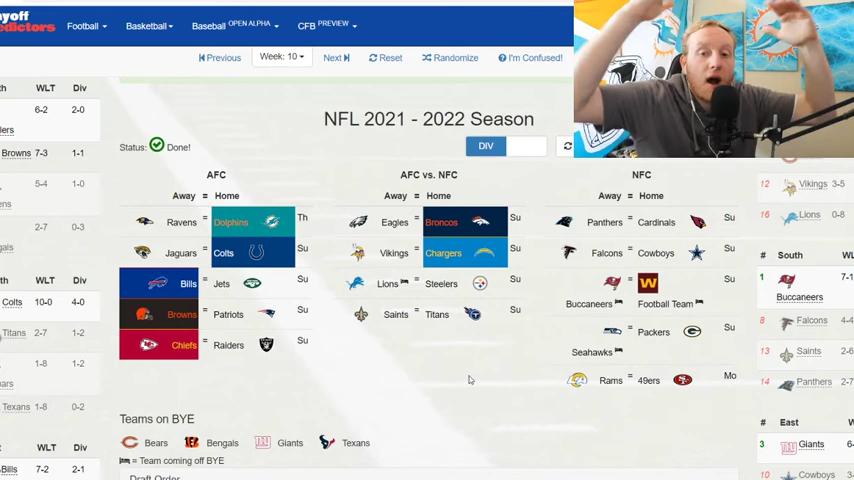 ayoff
edictors
Football
Basketball
Baseball OPEN ALPHA
CFB PREVIEW
Previous
Week: 10
Next
Reset
Randomize
I'm Confused!
th
WLT
Div
6-2
2-0
lers
Browns
7-3
1-1
5-4
1-0
2-7
0-3
h
WLT
Div
Colts
10-0
4-0
Titans
2-7
1-2
1-8
1-2
Texans
1-8
0-2
WLT
Div
Bills
7-2
2-1
NFL 2021 - 2022 Season
Status:
Done!
DIV
AFC
Away = Home
Ravens = Dolphins Th
Jaguars = Colts Su
Bills = Jets Su
Browns = Patriots Su
Chiefs = Raiders Su
AFC vs. NFC
Away = Home
Eagles = Broncos Su
Vikings = Chargers Su
Lions = Steelers Su
Saints = Titans Su
NFC
Away = Home
Panthers = Cardinals Su
Falcons = Cowboys Su
Buccaneers = Football Team Su
Seahawks = Packers Su
Rams = 49ers Mo
Teams on BYE
Bears
Bengals
Giants
Texans
= Team coming off BYE
Draft Order
12 Vikings 3-5
16 Lions 0-8
# South W
1 Buccaneers 7-1
8 Falcons 4-4
13 Saints 2-6
14 Panthers 2-7
# East W
3 Giants 6-
10 Cowboys 3-